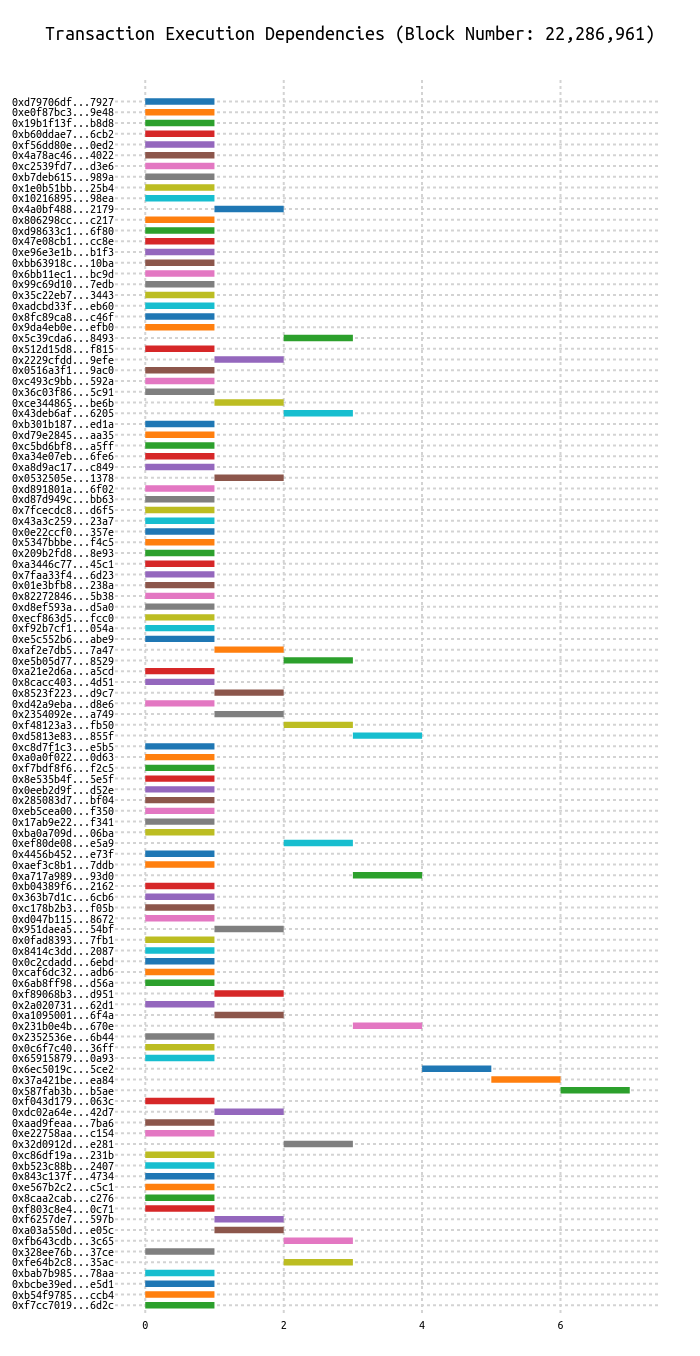 Transaction Execution Dependencies (Block Number: 22,286,961)
0xd79706df...7927
0xe0f87bc3...9e48
0x19b1f13f...b8d8
0xb60ddae7...6cb2
0xf56dd80e...0ed2
0x4a78ac46...4022
0xc2539fd7...d3e6
0xb7deb615...989a
0x1e0b51bb...25b4
0x10216895...98ea
0x4a0bf488...2179
0x806298cc...c217
0xd98633c1...6f80
0x47e08cb1...cc8e
0xe96e3e1b...b1f3
0xbb63918c...10ba
0x6bb11ec1...bc9d
0x99c69d10...7edb
0x35c22eb7...3443
0xadcbd33f...eb60
0x8fc89ca8...c46f
0x9da4eb0e...efb0
0x5c39cda6...8493
0x512d15d8...f815
0x2229cfdd...9efe
0x0516a3f1...9ac0
0xc493c9bb...592a
0x36c03f86...5c91
0xce344865...be6b
0x43deb6af...6205
0xb301b187...ed1a
0xd79e2845...aa35
0xc5bd6bf8...a5ff
0xa34e07eb...6fe6
0xa8d9ac17...c849
0x0532505e...1378
0xd891801a...6f02
0xd87d949c...bb63
0x7fcecdc8...d6f5
0x43a3c259...23a7
0x0e22ccf0...357e
0x5347bbbe...f4c5
0x209b2fd8...8e93
0xa3446c77...45c1
0x7faa33f4...6d23
0x01e3bfb8...238a
0x82272846...5b38
0xd8ef593a...d5a0
0xecf863d5...fcc0
0xf92b7cf1...054a
0xe5c552b6...abe9
0xaf2e7db5...7a47
0xe5b05d77...8529
0xa21e2d6a...a5cd
0x8cacc403...4d51
0x8523f223...d9c7
0xd42a9eba...d8e6
0x2354092e...a749
0xf48123a3...fb50
0xd5813e83...855f
0xc8d7f1c3...e5b5
0xa0a0f022...0d63
0xf7bdf8f6...f2c5
0x8e535b4f...5e5f
0x0eeb2d9f...d52e
0x285083d7...bf04
0xeb5cea00...f350
0x17ab9e22...f341
0xba0a709d...06ba
0xef80de08...e5a9
0x4456b452...e73f
0xaef3c8b1...7ddb
0xa717a989...93d0
0xb04389f6...2162
0x363b7d1c...6cb6
0xc178b2b3...f05b
0xd047b115...8672
0x951daea5...54bf
0x0fad8393...7fb1
0x8414c3dd...2087
0x0c2cdadd...6ebd
0xcaf6dc32...adb6
0x6ab8ff98...d56a
0xf89068b3...d951
0x2a020731...62d1
0xa1095001...6f4a
0x231b0e4b...670e
0x2352536e...6b44
0x0c6f7c40...36ff
0x65915879...0a93
0x6ec5019c...5ce2
0x37a421be...ea84
0x587fab3b...b5ae
0xf043d179...063c
0xdc02a64e...42d7
0xaad9feaa...7ba6
0xe22758aa...c154
0x32d0912d...e281
0xc86df19a...231b
0xb523c88b...2407
0x843c137f...4734
0xe567b2c2...c5c1
0x8caa2cab...c276
0xf803c8e4...0c71
0xf6257de7...597b
0xa03a550d...e05c
0xfb643cdb...3c65
0x328ee76b...37ce
0xfe64b2c8...35ac
0xbab7b985...78aa
0xbcbe39ed...e5d1
0xb54f9785...ccb4
0xf7cc7019...6d2c
0 2 4 6